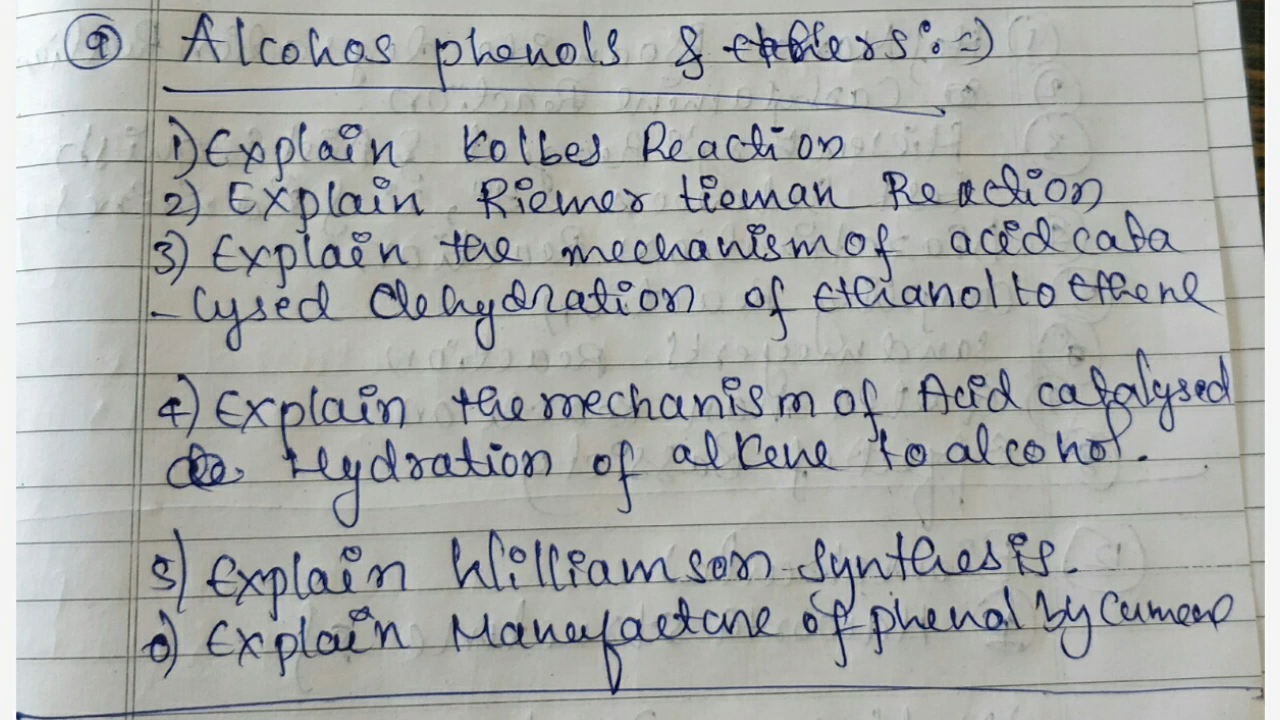 9 Alcohos phenols & ethers :=)
1) Explain Kolbes Reaction
2) Explain Riemer tieman Reaction
3) Explain the mechanism of acid cata
-lysed dehydration of ethanol to ethene
4) Explain the mechanism of Acid catalysed
Hydration of alkene to alcohol.
5) Explain Williamson synthesis.
6) Explain Manufacture of phenol by Cumene